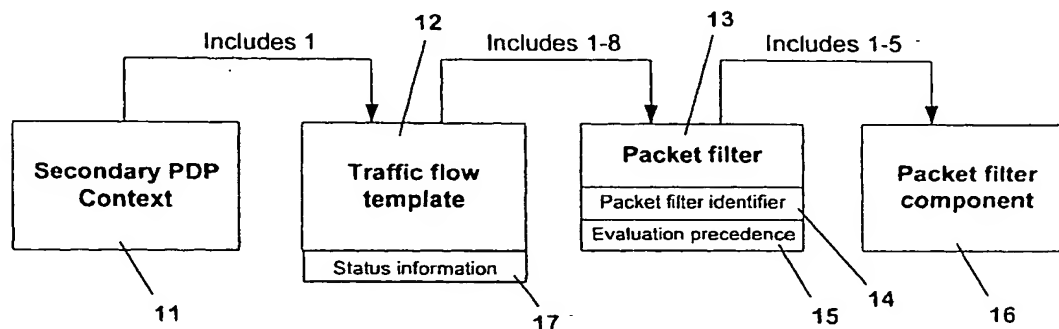 12
13
Includes 1
Includes 1-8
Includes 1-5
Secondary PDP
Context
Traffic flow
template
Status information
Packet filter
Packet filter identifier
Evaluation precedence
Packet filter
component
11
17
15
14
16